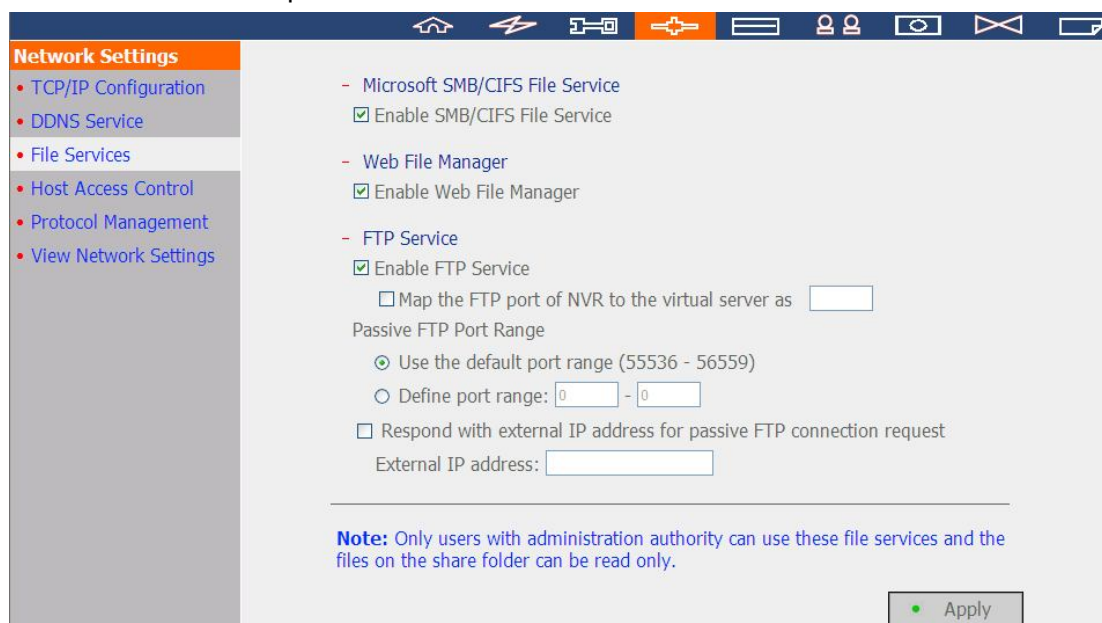 Network Settings
• TCP/IP Configuration
• DDNS Service
• File Services
• Host Access Control
• Protocol Management
• View Network Settings
- Microsoft SMB/CIFS File Service
Enable SMB/CIFS File Service
- Web File Manager
Enable Web File Manager
- FTP Service
Enable FTP Service
Map the FTP port of NVR to the virtual server as
Passive FTP Port Range
Use the default port range (55536 - 56559)
Define port range: 0 - 0
Respond with external IP address for passive FTP connection request
External IP address:
Note: Only users with administration authority can use these file services and the
files on the share folder can be read only.
• Apply